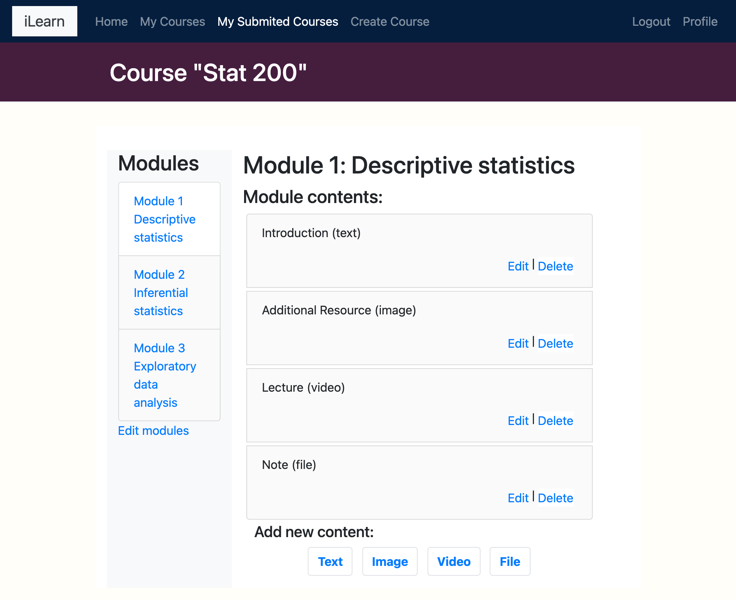 iLearn Home My Courses My Submited Courses Create Course Logout Profile
Course "Stat 200"
Modules
Module 1
Descriptive
statistics
Module 2
Inferential
statistics
Module 3
Exploratory
data
analysis
Edit modules
Module 1: Descriptive statistics
Module contents:
Introduction (text)
Edit | Delete
Additional Resource (image)
Edit | Delete
Lecture (video)
Edit | Delete
Note (file)
Edit | Delete
Add new content:
Text Image Video File